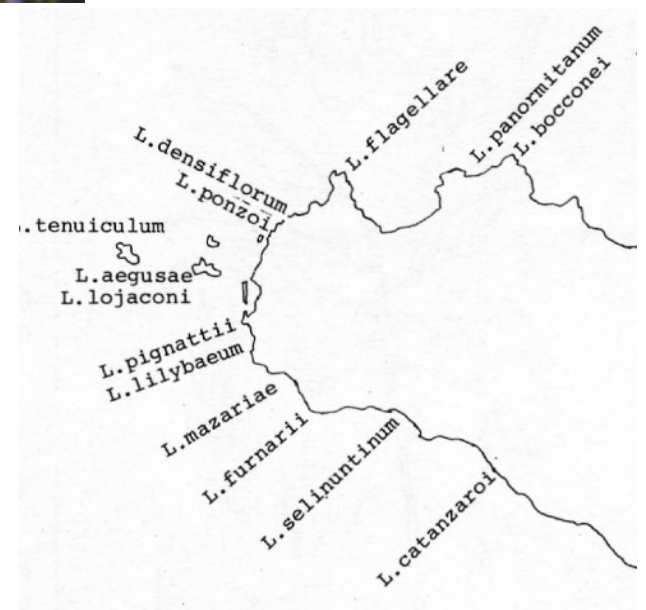 L.panormitanum
L.bocconei
L.flagellare
L.densiflorum
L.ponzoi
.tenuiculum
L.aegusae
L.lojaconi
L.pignattii
L.lilybaeum
L.mazariae
L.furnarii
L.selinuntinum
L.catanzaroi